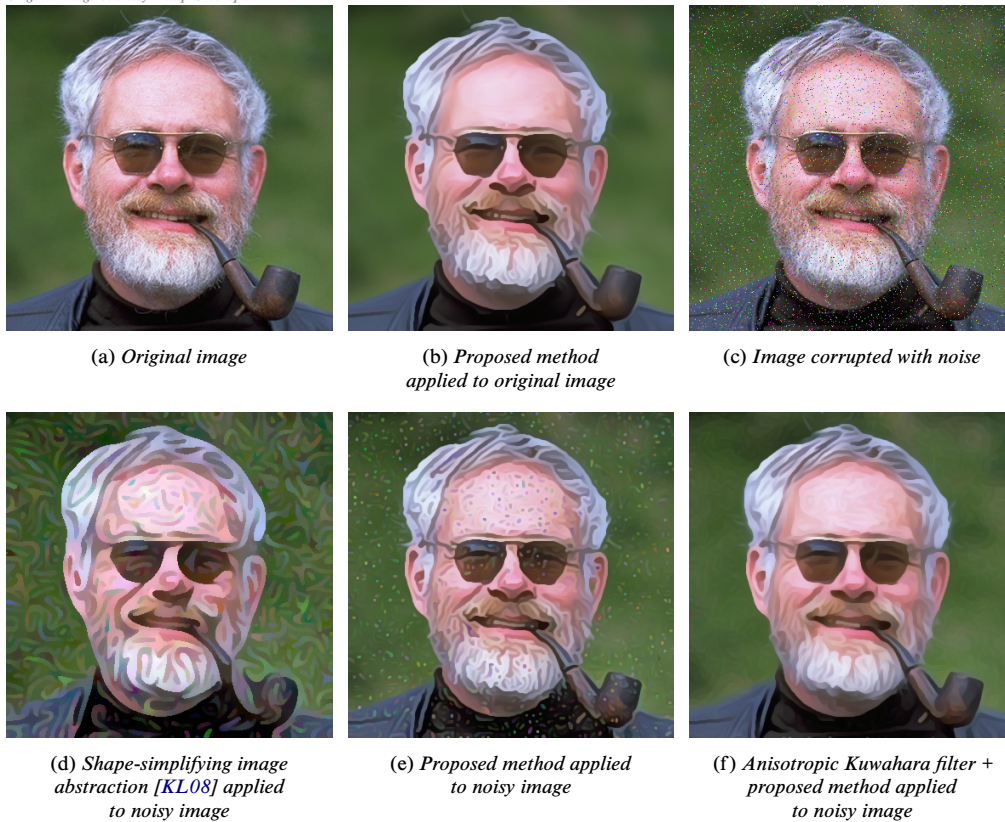 (a) Original image
(b) Proposed method
applied to original image
(c) Image corrupted with noise
(d) Shape-simplifying image
abstraction [KL08] applied
to noisy image
(e) Proposed method applied
to noisy image
(f) Anisotropic Kuwahara filter +
proposed method applied
to noisy image